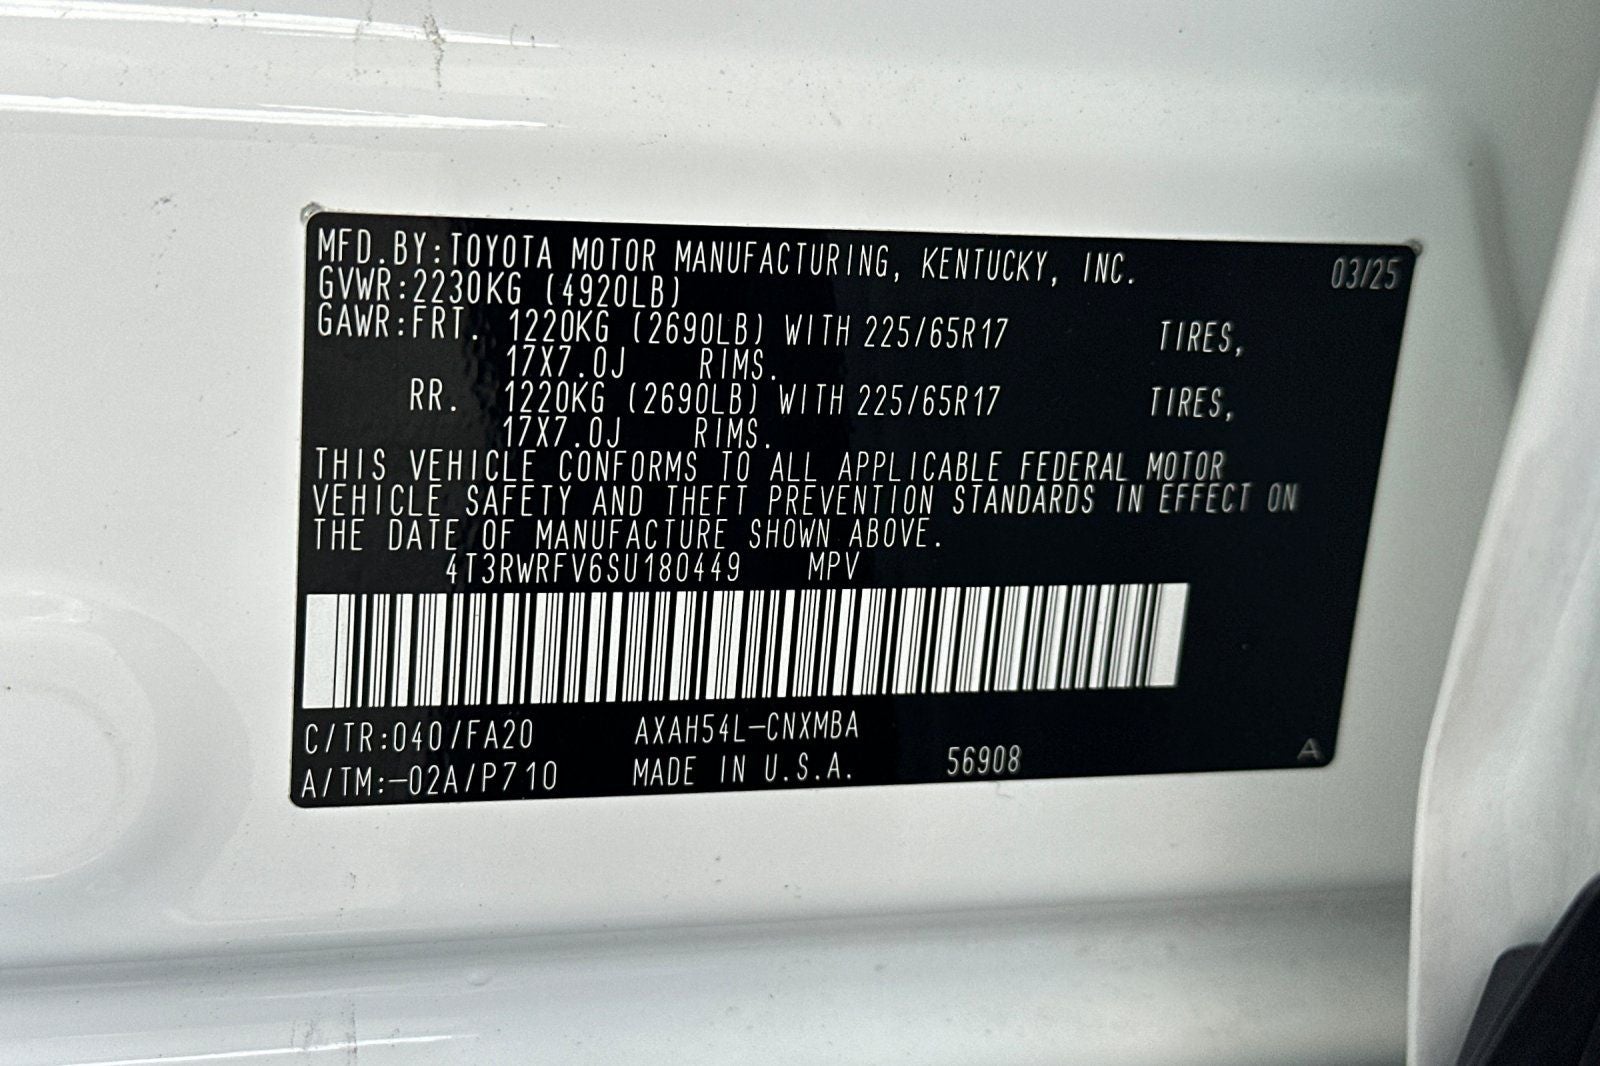 MFD.BY:TOYOTA MOTOR MANUFACTURING, KENTUCKY, INC. 03/25
GVWR:2230KG (4920LB)
GAWR:FRT. 1220KG (2690LB) WITH 225/65R17 TIRES,
17X7.0J RIMS.
RR. 1220KG (2690LB) WITH 225/65R17 TIRES,
17X7.0J RIMS.
THIS VEHICLE CONFORMS TO ALL APPLICABLE FEDERAL MOTOR
VEHICLE SAFETY AND THEFT PREVENTION STANDARDS IN EFFECT ON
THE DATE OF MANUFACTURE SHOWN ABOVE.
4T3RWRFV6SU180449 MPV
C/TR:040/FA20 AXAH54L-CNXMBA
A/TM:-02A/P710 MADE IN U.S.A. 56908 A